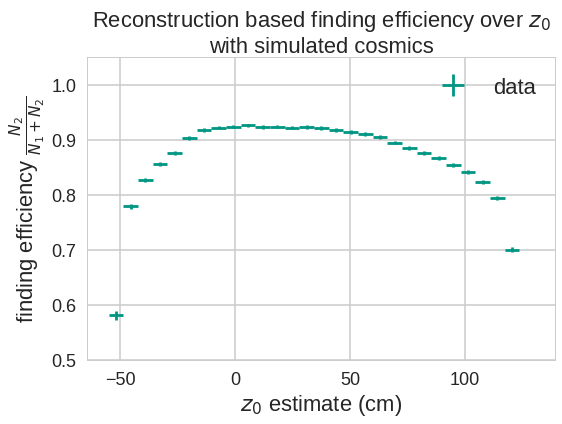 Reconstruction based finding efficiency over z₀
with simulated cosmics
finding efficiency N₂ / N₁ + N₂
1.0
0.9
0.8
0.7
0.6
0.5
data
−50
0
50
100
z₀ estimate (cm)